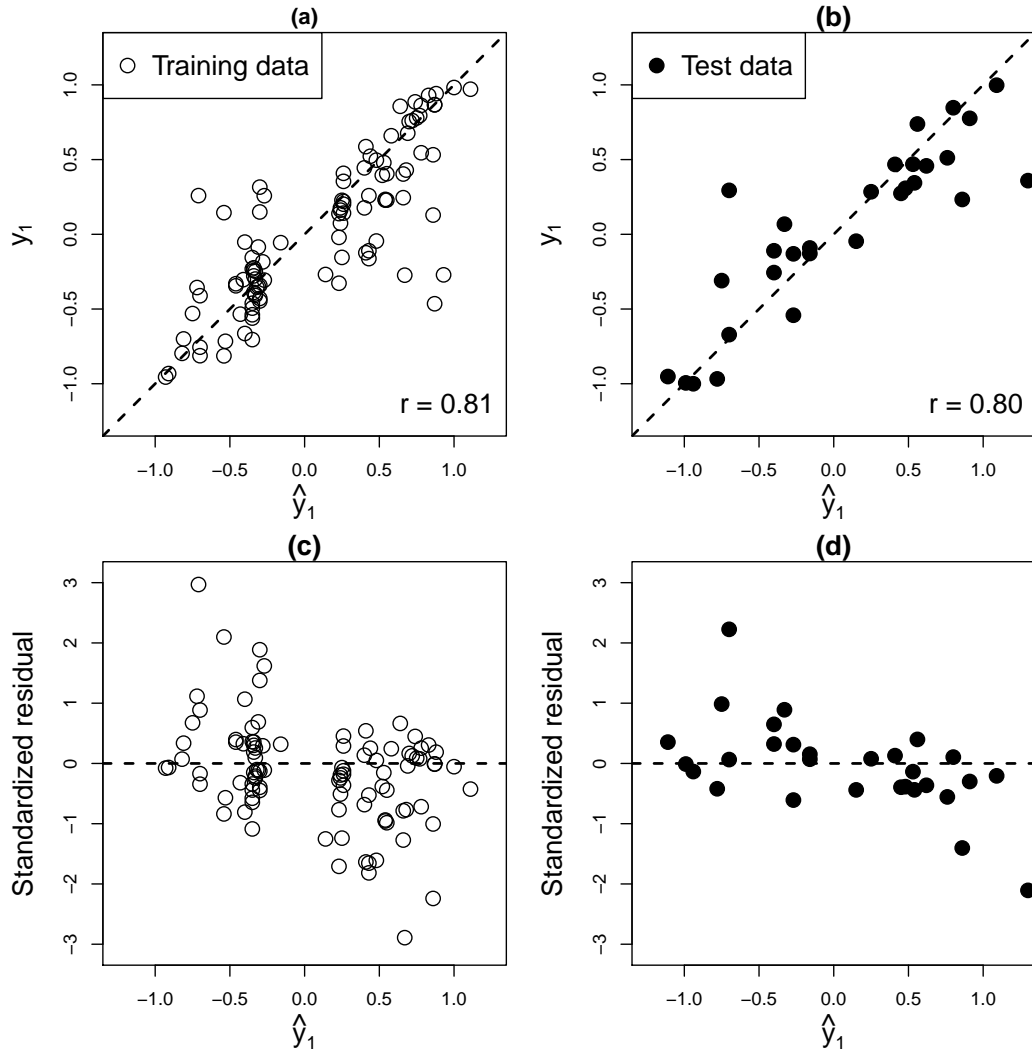 (a)
Training data
y₁
1.0
0.5
0.0
−0.5
−1.0
r = 0.81
−1.0 −0.5 0.0 0.5 1.0
ŷ₁
(b)
Test data
y₁
1.0
0.5
0.0
−0.5
−1.0
r = 0.80
−1.0 −0.5 0.0 0.5 1.0
ŷ₁
(c)
Standardized residual
3
2
1
0
−1
−2
−3
−1.0 −0.5 0.0 0.5 1.0
ŷ₁
(d)
Standardized residual
3
2
1
0
−1
−2
−3
−1.0 −0.5 0.0 0.5 1.0
ŷ₁